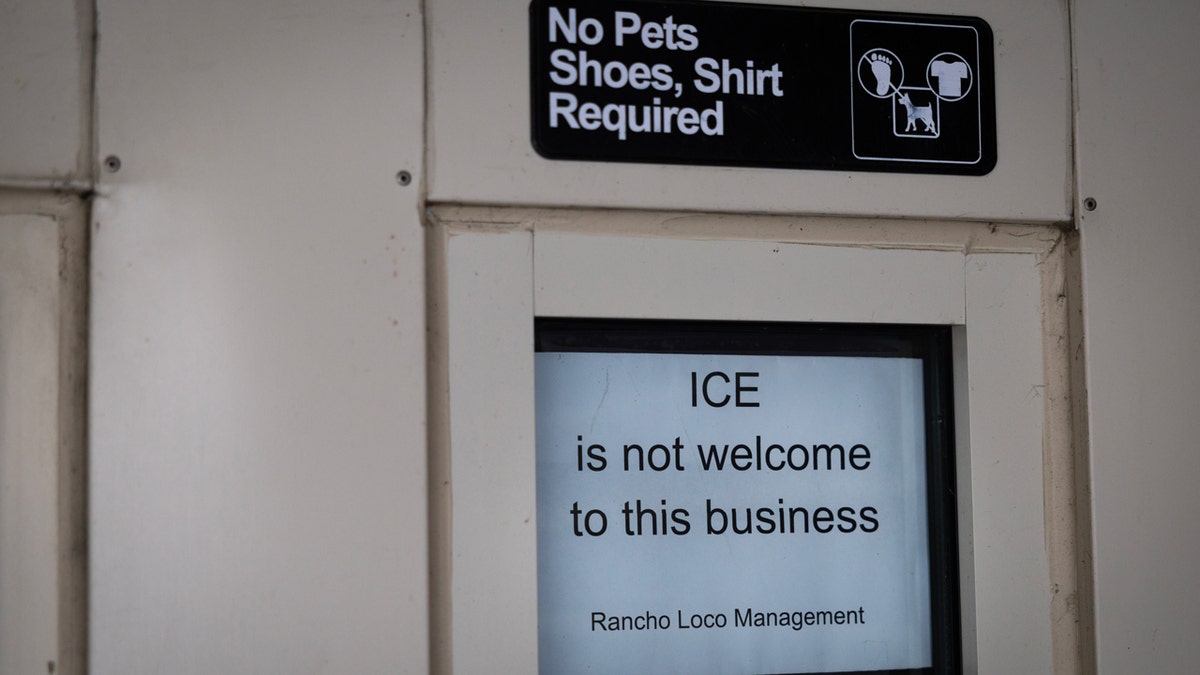 No Pets
Shoes, Shirt
Required
ICE
is not welcome
to this business
Rancho Loco Management